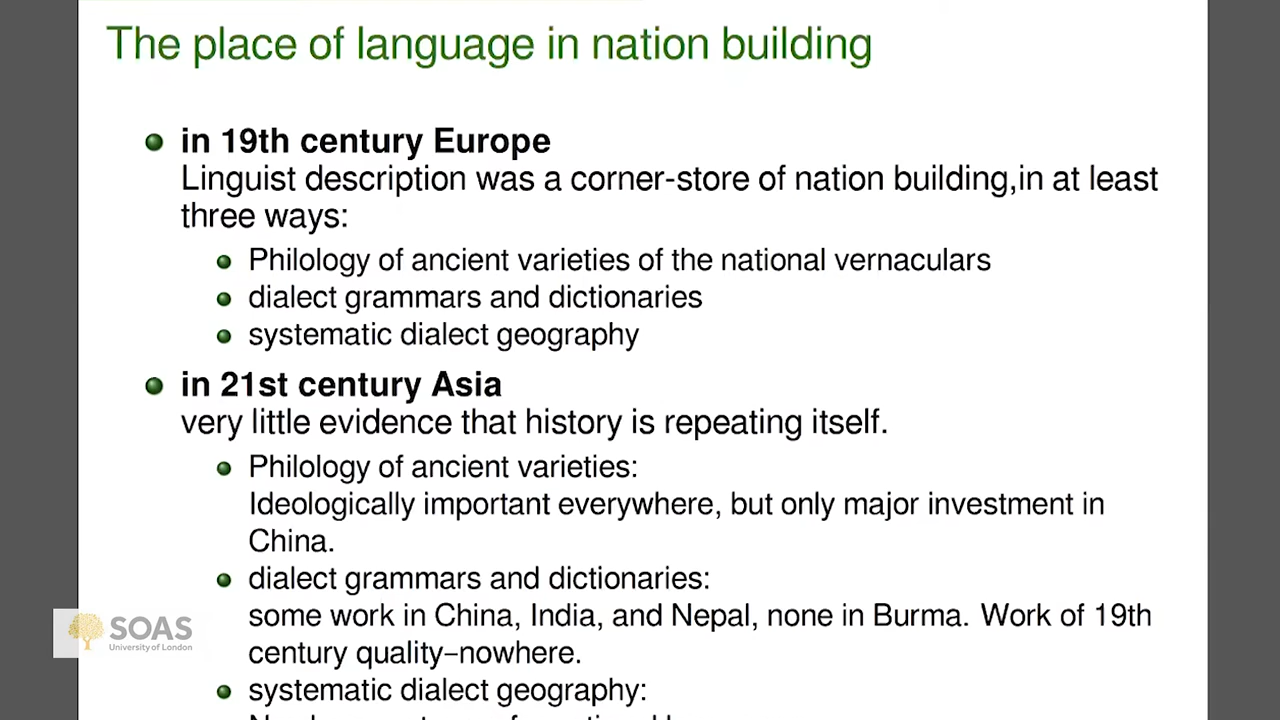 The place of language in nation building
in 19th century Europe
Linguist description was a corner-store of nation building,in at least
three ways:
Philology of ancient varieties of the national vernaculars
dialect grammars and dictionaries
systematic dialect geography
in 21st century Asia
very little evidence that history is repeating itself.
Philology of ancient varieties:
Ideologically important everywhere, but only major investment in
China.
dialect grammars and dictionaries:
some work in China, India, and Nepal, none in Burma. Work of 19th
century quality–nowhere.
systematic dialect geography:
SOAS
University of London